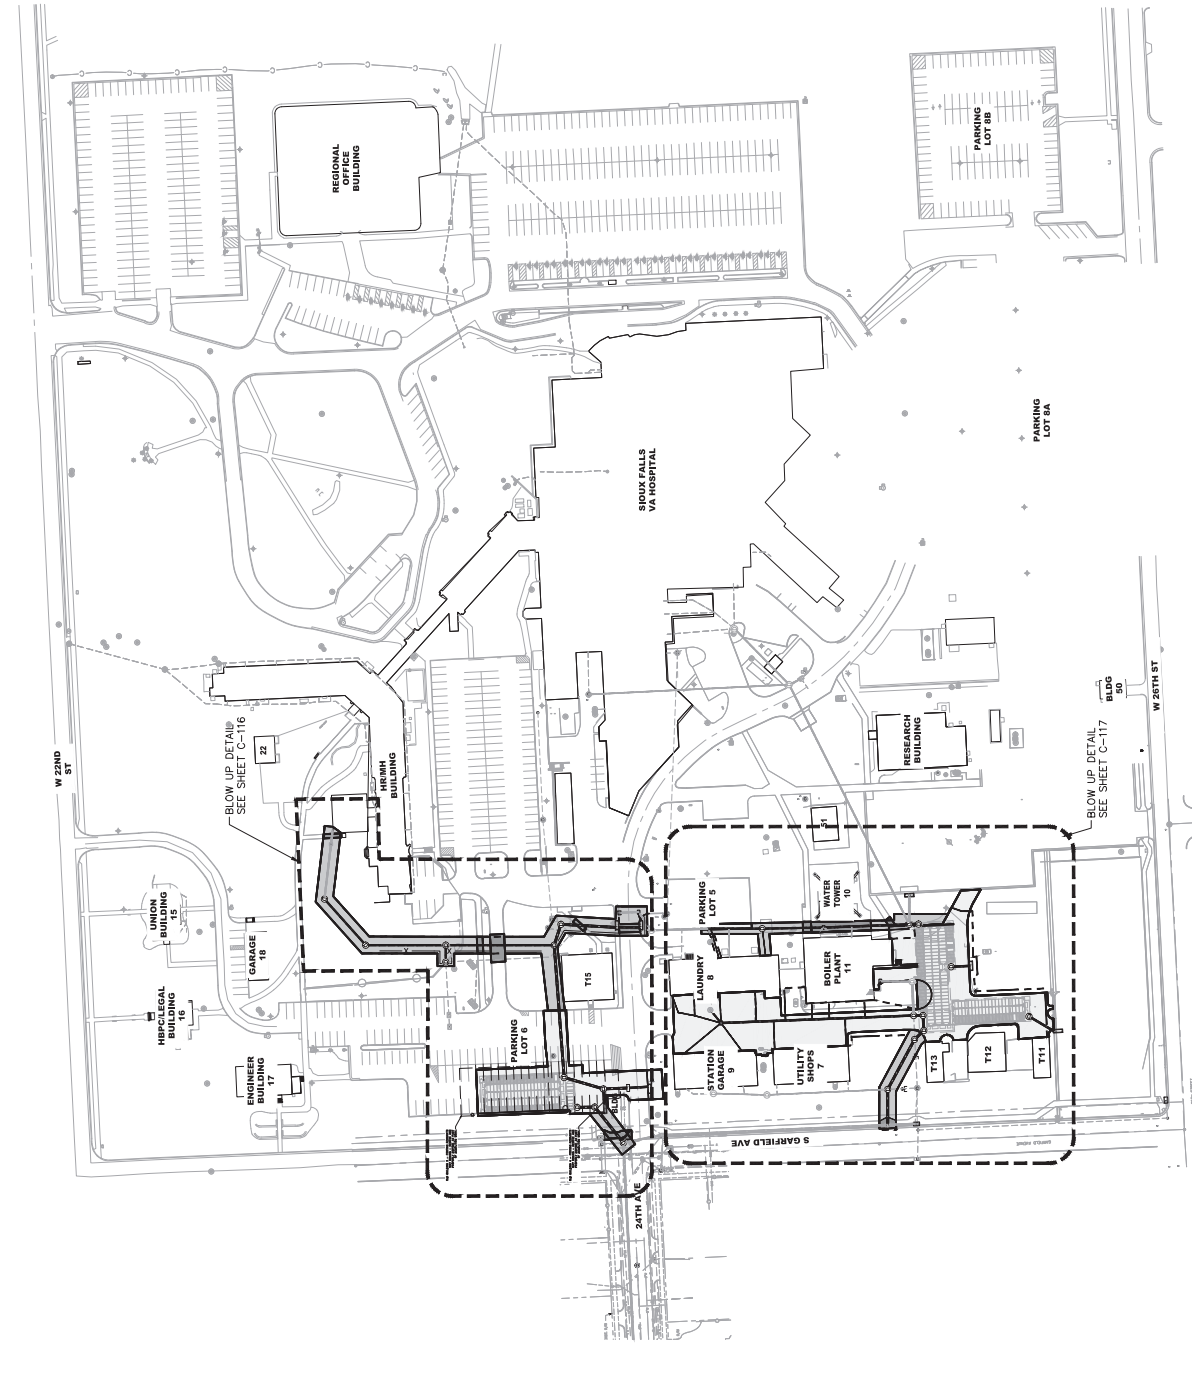 REGIONAL
OFFICE
BUILDING
PARKING
LOT 8B
PARKING
LOT 8A
SIOUX FALLS
VA HOSPITAL
W 22ND
ST
BLOW UP DETAIL
SEE SHEET C-116
22
HR/MH
BUILDING
RESEARCH
BUILDING
BLDG
50
W 26TH ST
BLOW UP DETAIL
SEE SHEET C-117
51
UNION
BUILDING
15
GARAGE
18
HBPC/LEGAL
BUILDING
16
ENGINEER
BUILDING
17
PARKING
LOT 5
WATER
TOWER
10
LAUNDRY
8
BOILER
PLANT
11
T15
PARKING
LOT 6
STATION
GARAGE
9
UTILITY
SHOPS
7
T13
T12
T11
S GARFIELD AVE
24TH AVE